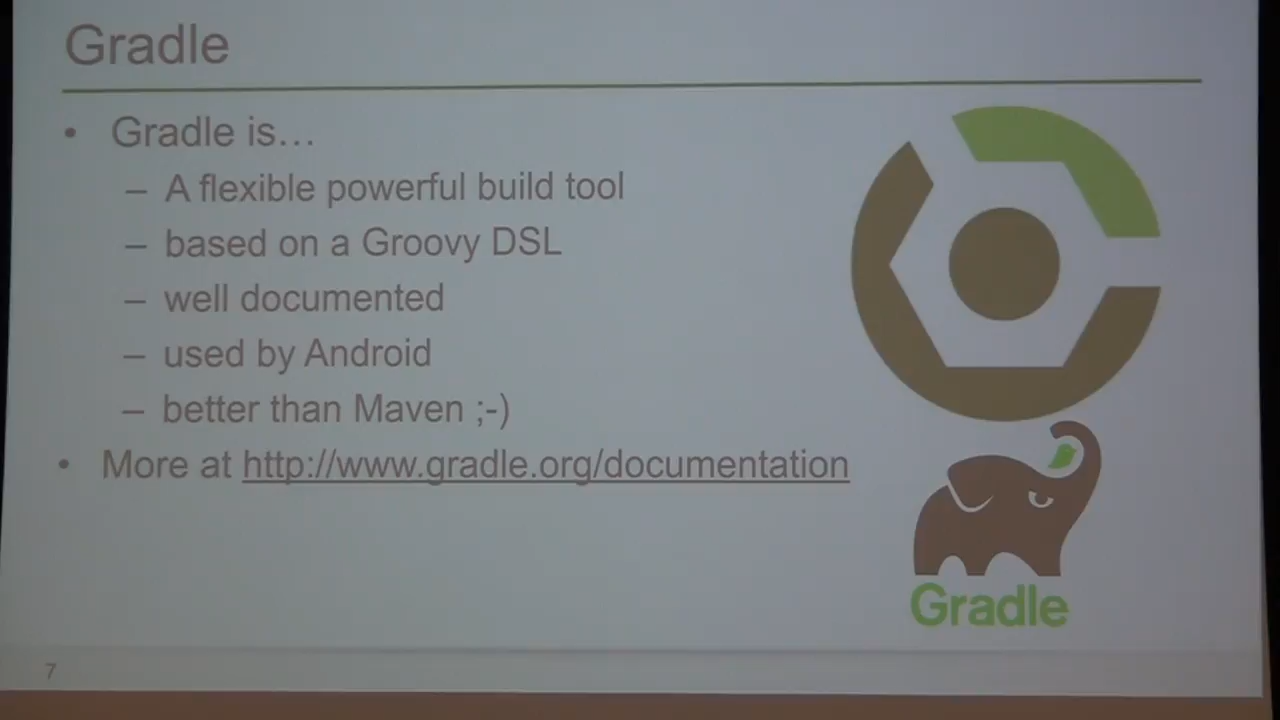 Gradle
• Gradle is…
– A flexible powerful build tool
– based on a Groovy DSL
– well documented
– used by Android
– better than Maven ;-)
• More at http://www.gradle.org/documentation
Gradle
7